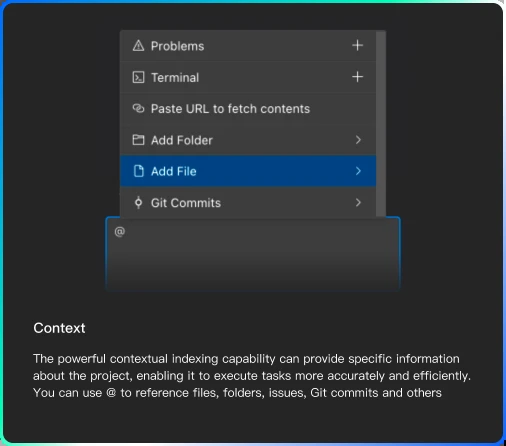 Problems
Terminal
Paste URL to fetch contents
Add Folder
Add File
Git Commits
@
Context
The powerful contextual indexing capability can provide specific information
about the project, enabling it to execute tasks more accurately and efficiently.
You can use @ to reference files, folders, issues, Git commits and others